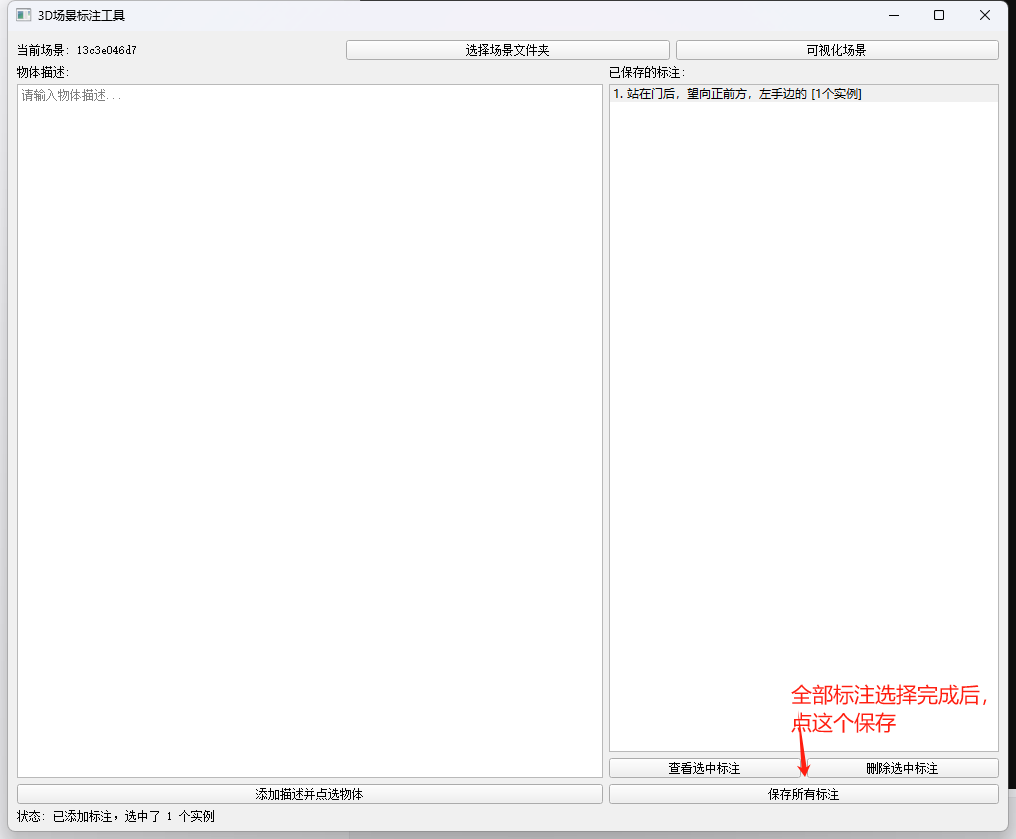 3D场景标注工具
当前场景: 13c3e046d7
选择场景文件夹
可视化场景
物体描述:
已保存的标注:
请输入物体描述...
1. 站在门后，望向正前方，左手边的 [1个实例]
全部标注选择完成后，
点这个保存
查看选中标注
删除选中标注
添加描述并点选物体
保存所有标注
状态: 已添加标注，选中了 1 个实例